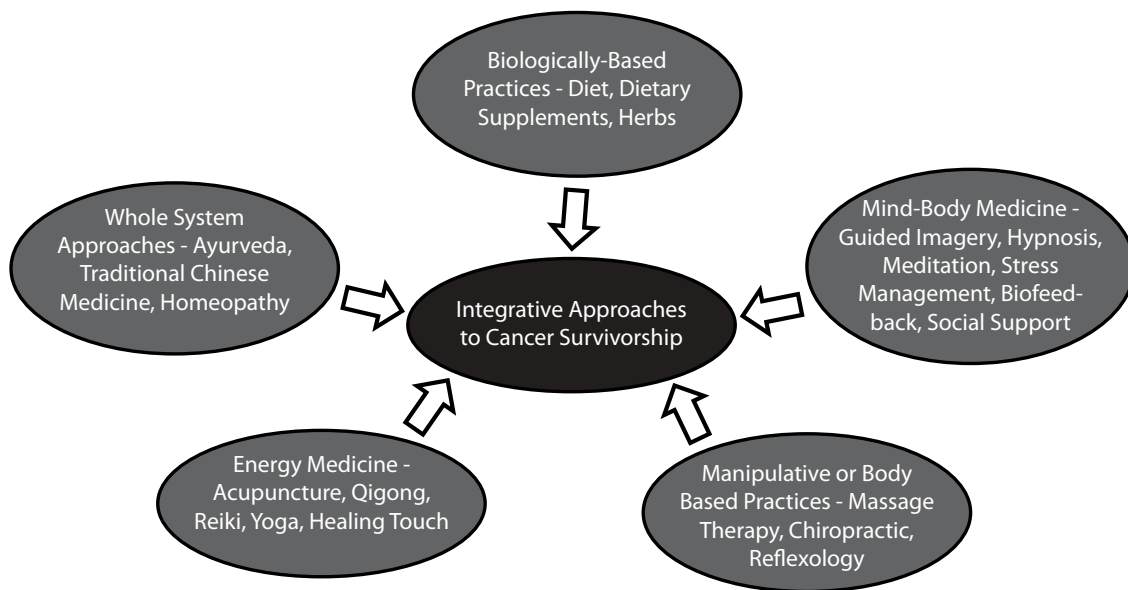 Biologically-Based
Practices - Diet, Dietary
Supplements, Herbs
Whole System
Approaches - Ayurveda,
Traditional Chinese
Medicine, Homeopathy
Mind-Body Medicine -
Guided Imagery, Hypnosis,
Meditation, Stress
Management, Biofeed-
back, Social Support
Integrative Approaches
to Cancer Survivorship
Energy Medicine -
Acupuncture, Qigong,
Reiki, Yoga, Healing Touch
Manipulative or Body
Based Practices - Massage
Therapy, Chiropractic,
Reflexology